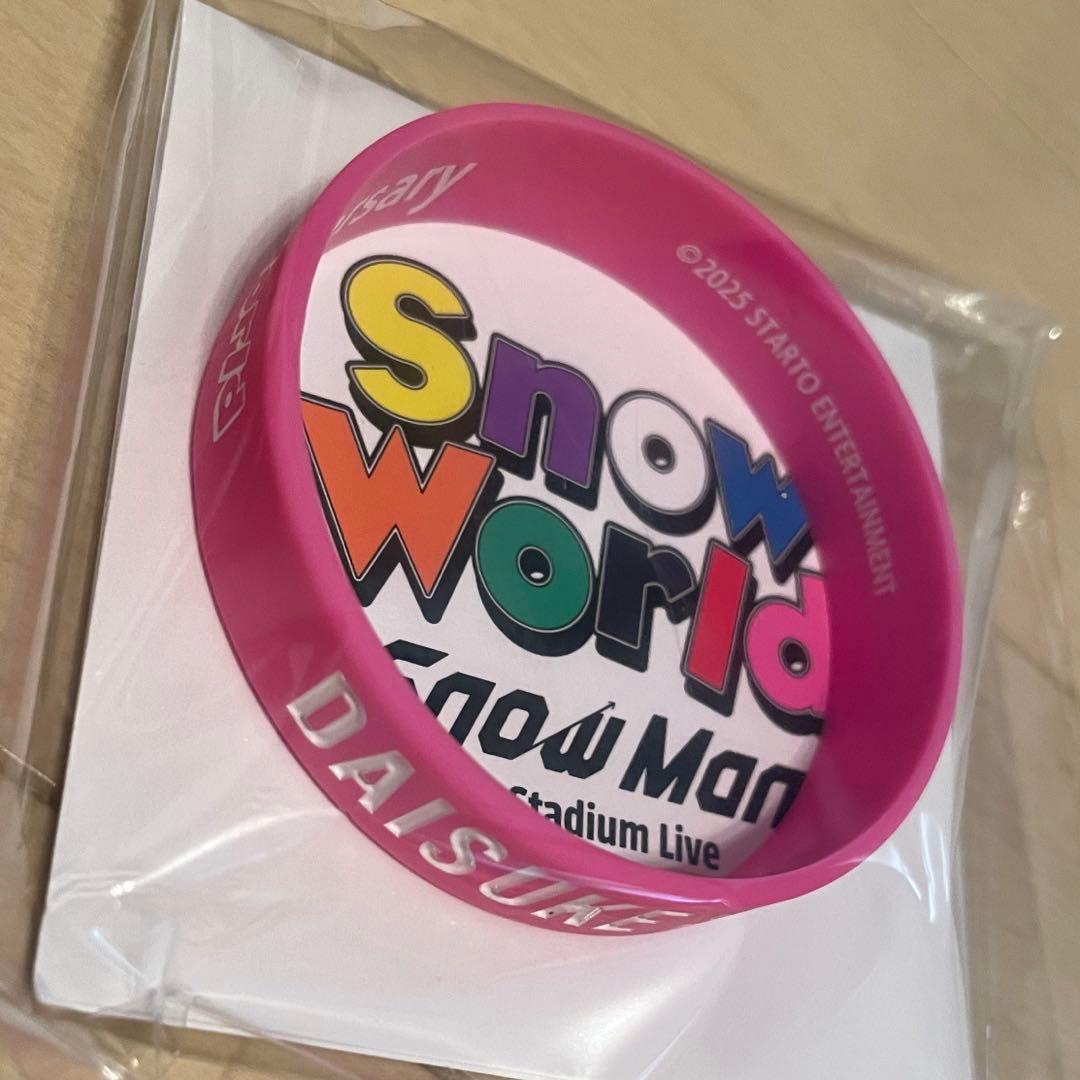 ©2025 STARTO ENTERTAINMENT
Snow
World
Snow Man
Stadium Live
DAISUKE